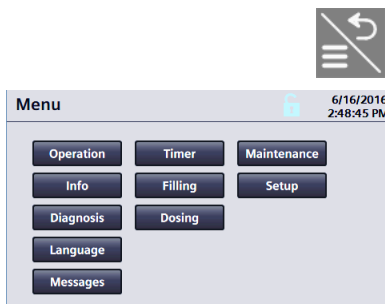 Menu
6/16/2016
2:48:45 PM
Operation Timer Maintenance
Info Filling Setup
Diagnosis Dosing
Language
Messages